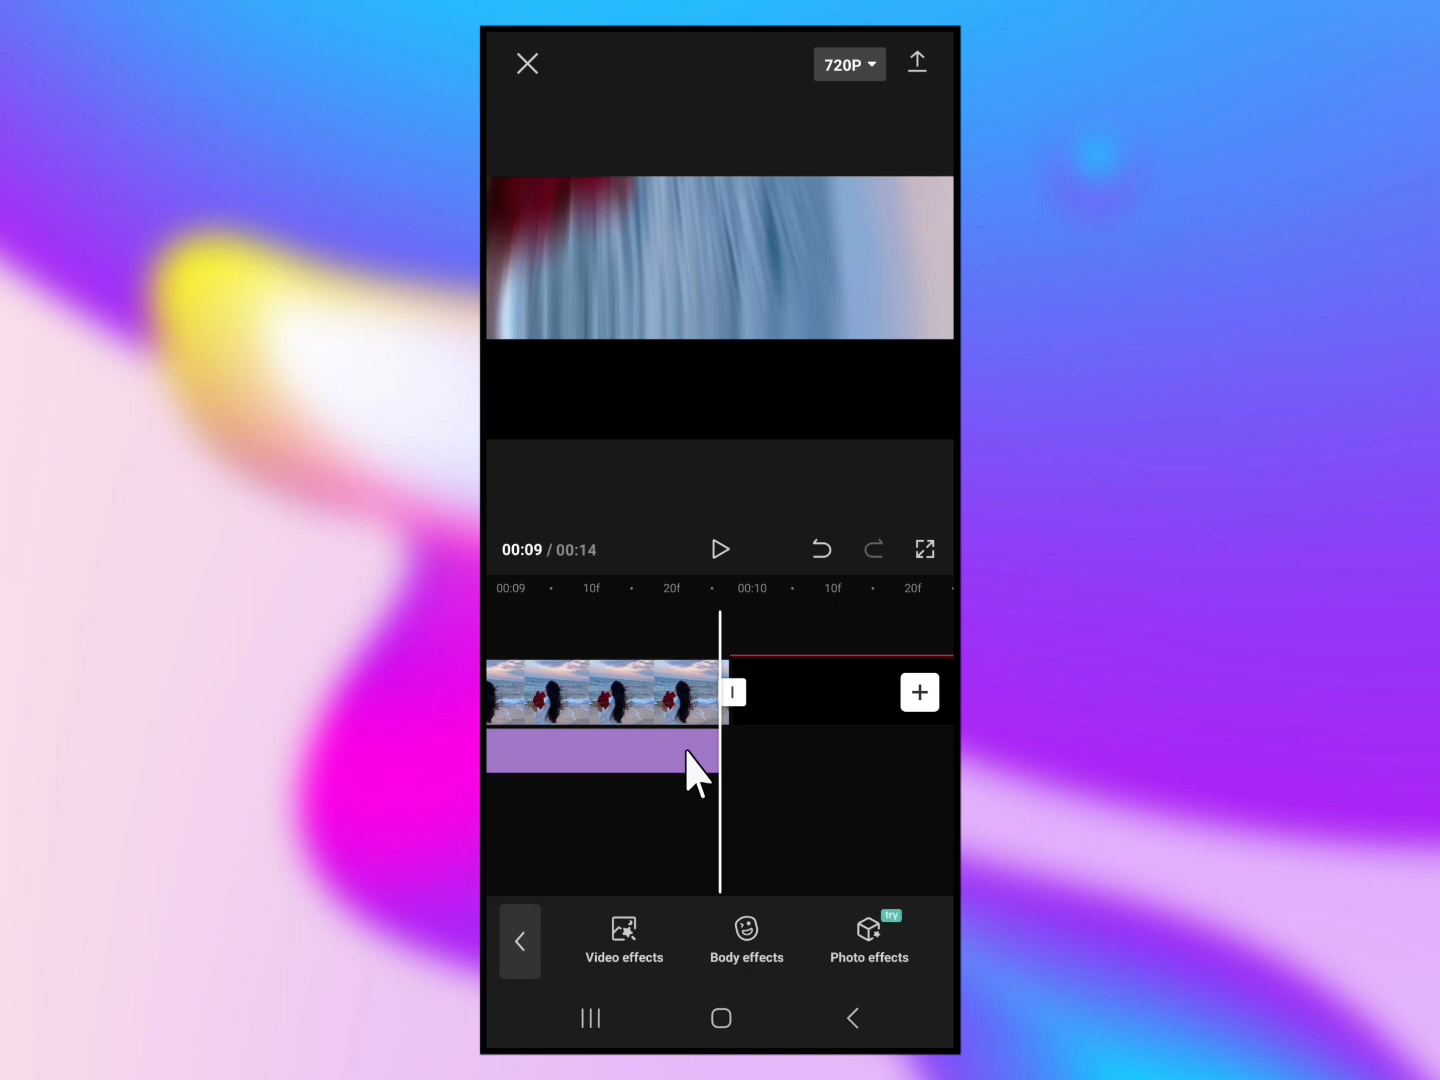 720P
00:09 / 00:14
00:09 10f 20f 00:10 10f 20f
try
Video effects Body effects Photo effects